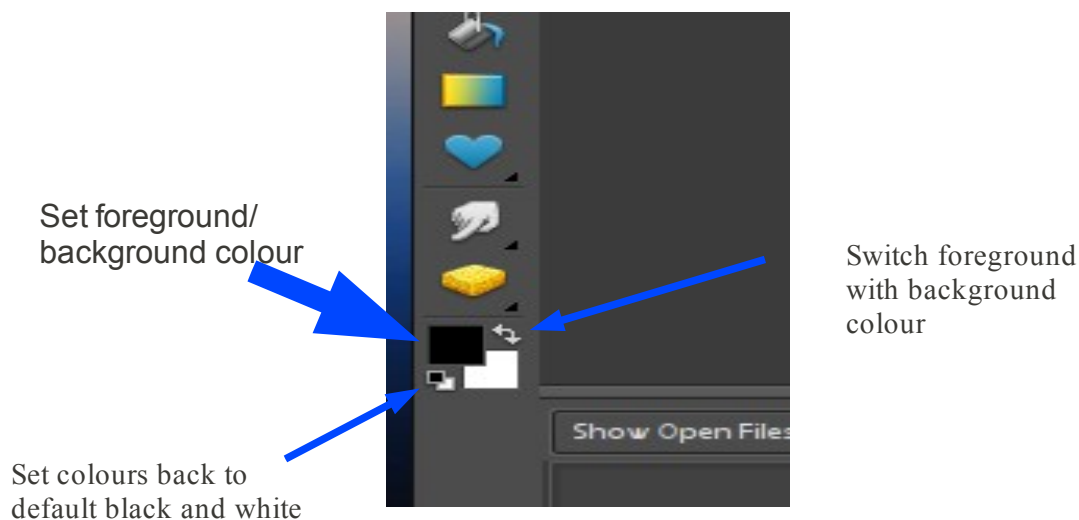 Set foreground/
background colour
Switch foreground
with background
colour
Show Open Files
Set colours back to
default black and white